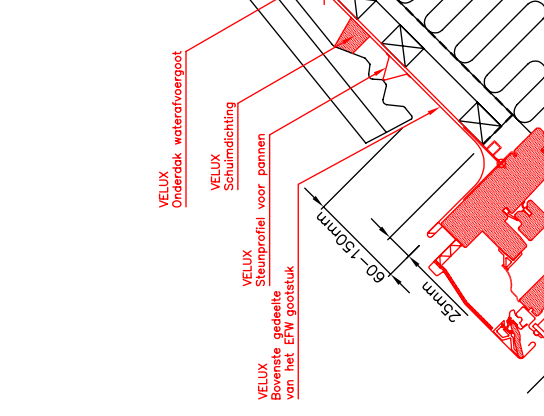 VELUX
Onderdak waterafvoergoot
VELUX
Schuimdichting
VELUX
Steunprofiel voor pannen
VELUX
Bovenste gedeelte
van het EFW gootstuk
60-150mm
25mm